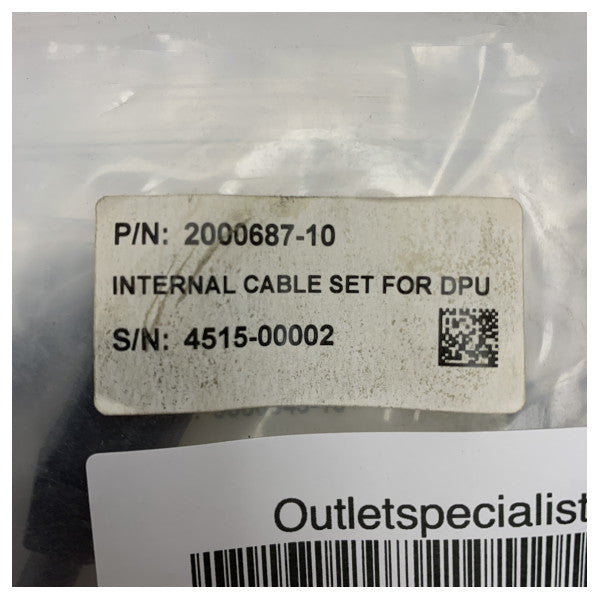 P/N: 2000687-10
INTERNAL CABLE SET FOR DPU
S/N: 4515-00002
Outletspecialist